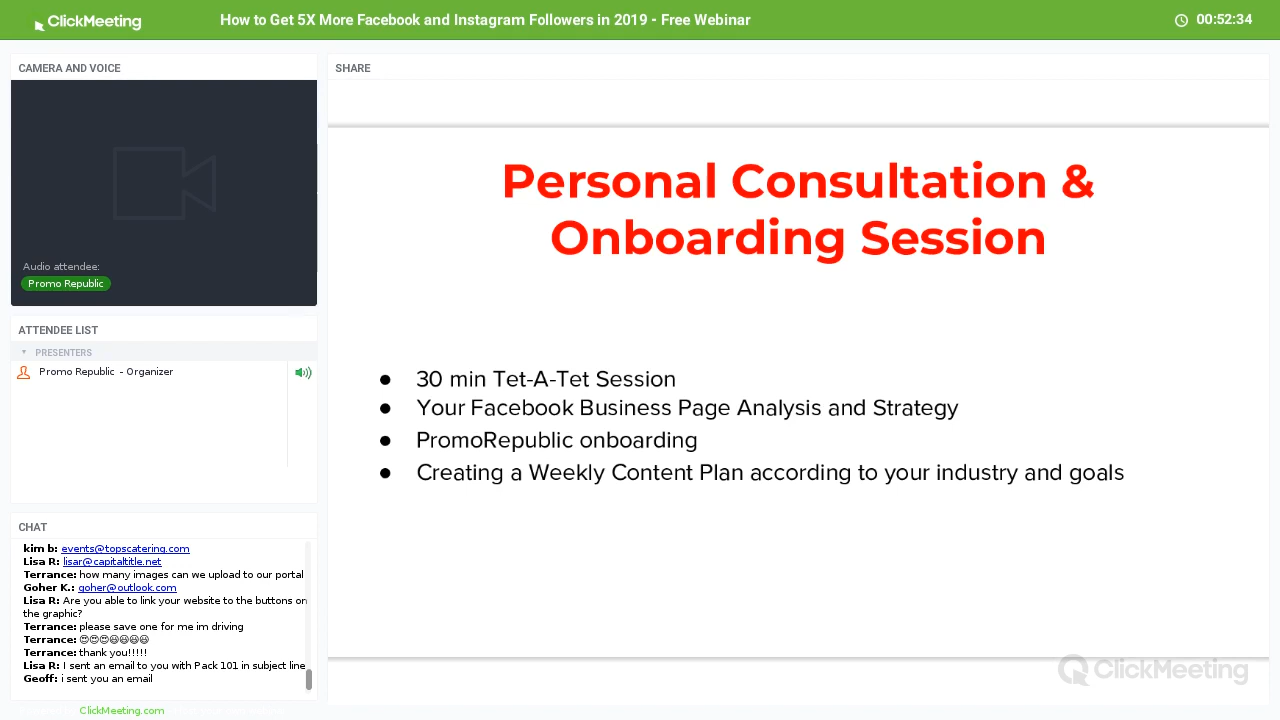 ClickMeeting
How to Get 5X More Facebook and Instagram Followers in 2019 - Free Webinar
00:52:34
CAMERA AND VOICE
Audio attendee:
Promo Republic
ATTENDEE LIST
PRESENTERS
Promo Republic - Organizer
CHAT
kim b: events@topscatering.com
Lisa R: lisar@capitaltitle.net
Terrance: how many images can we upload to our portal
Goher K.: goher@outlook.com
Lisa R: Are you able to link your website to the buttons on
the graphic?
Terrance: please save one for me im driving
Terrance: 😍😍😍😃😃😃😃
Terrance: thank you!!!!!
Lisa R: I sent an email to you with Pack 101 in subject line
Geoff: i sent you an email
ClickMeeting.com
SHARE
Personal Consultation &
Onboarding Session
● 30 min Tet-A-Tet Session
● Your Facebook Business Page Analysis and Strategy
● PromoRepublic onboarding
● Creating a Weekly Content Plan according to your industry and goals
ClickMeeting